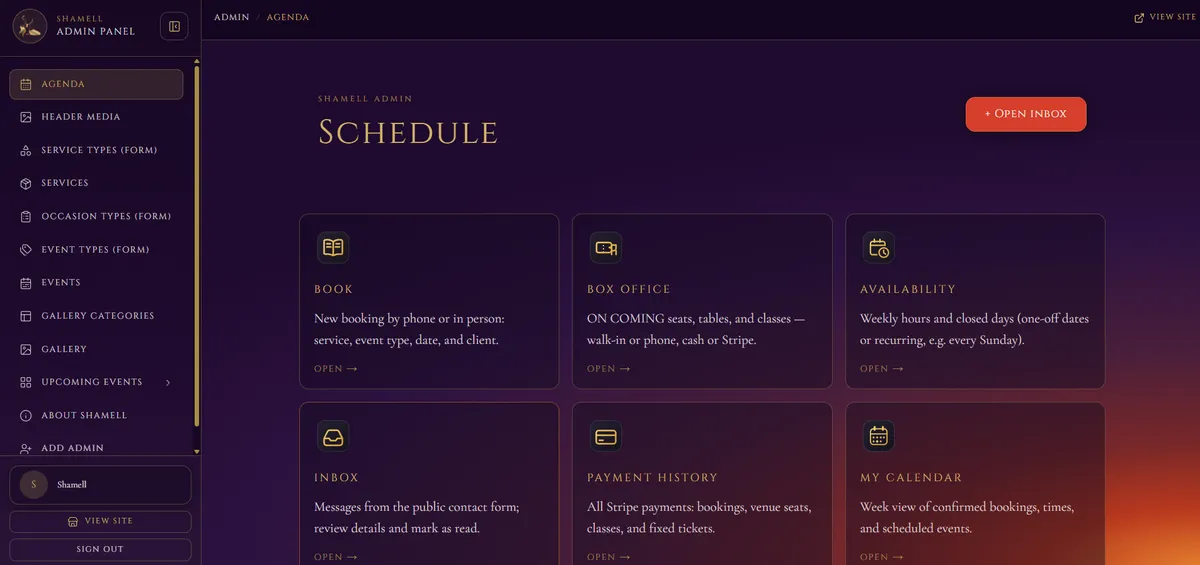 SHAMELL
ADMIN PANEL
AGENDA
HEADER MEDIA
SERVICE TYPES (FORM)
SERVICES
OCCASION TYPES (FORM)
EVENT TYPES (FORM)
EVENTS
GALLERY CATEGORIES
GALLERY
UPCOMING EVENTS
ABOUT SHAMELL
ADD ADMIN
S
Shamell
VIEW SITE
SIGN OUT
ADMIN / AGENDA
VIEW SITE
SHAMELL ADMIN
SCHEDULE
+ OPEN INBOX
BOOK
New booking by phone or in person:
service, event type, date, and client.
OPEN →
BOX OFFICE
ON COMING seats, tables, and classes —
walk-in or phone, cash or Stripe.
OPEN →
AVAILABILITY
Weekly hours and closed days (one-off dates
or recurring, e.g. every Sunday).
OPEN →
INBOX
Messages from the public contact form;
review details and mark as read.
OPEN →
PAYMENT HISTORY
All Stripe payments: bookings, venue seats,
classes, and fixed tickets.
OPEN →
MY CALENDAR
Week view of confirmed bookings, times,
and scheduled events.
OPEN →